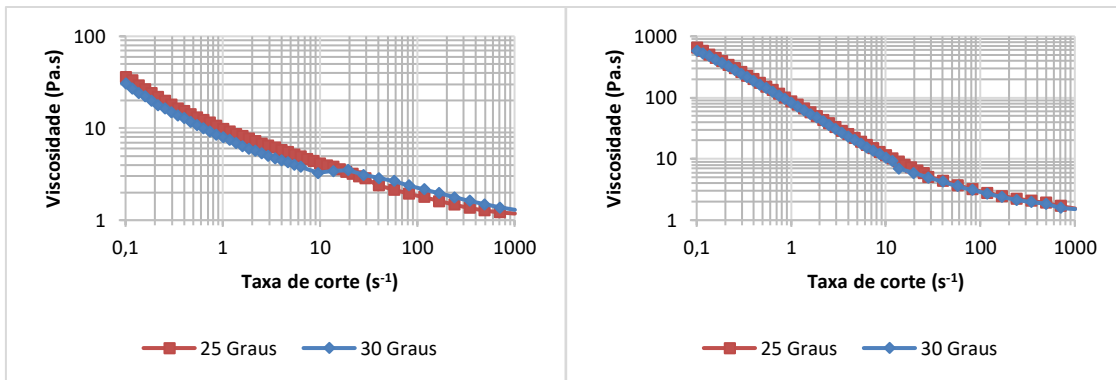 Viscosidade (Pa.s)
100
10
1
0,1 1 10 100 1000
Taxa de corte (s⁻¹)
25 Graus 30 Graus
Viscosidade (Pa.s)
1000
100
10
1
0,1 1 10 100 1000
Taxa de corte (s⁻¹)
25 Graus 30 Graus